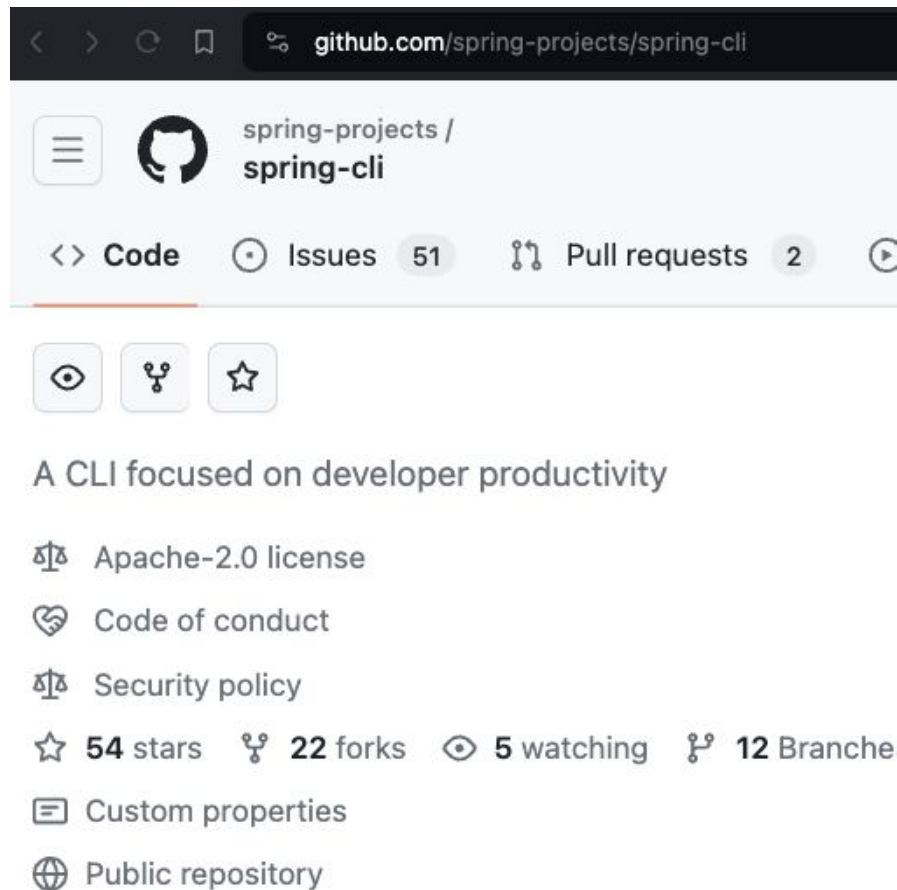 github.com/spring-projects/spring-cli
spring-projects /
spring-cli
Code Issues 51 Pull requests 2
A CLI focused on developer productivity
Apache-2.0 license
Code of conduct
Security policy
54 stars 22 forks 5 watching 12 Branche
Custom properties
Public repository